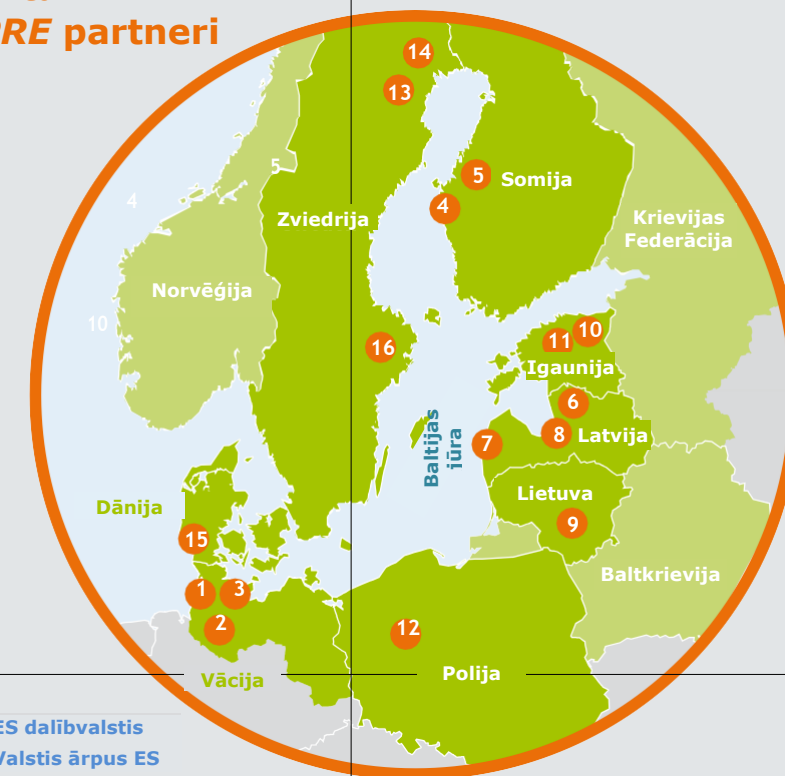 RE partneri
14
13
5
5
Somija
4
4
Zviedrija
Krievijas
Federācija
Norvēģija
10
10
11
16
Igaunija
6
7
8
Latvija
Baltijas
iūra
Lietuva
Dānija
9
15
Baltkrievija
1
3
2
12
Vācija
Polija
ES dalībvalstis
Valstis ārpus ES